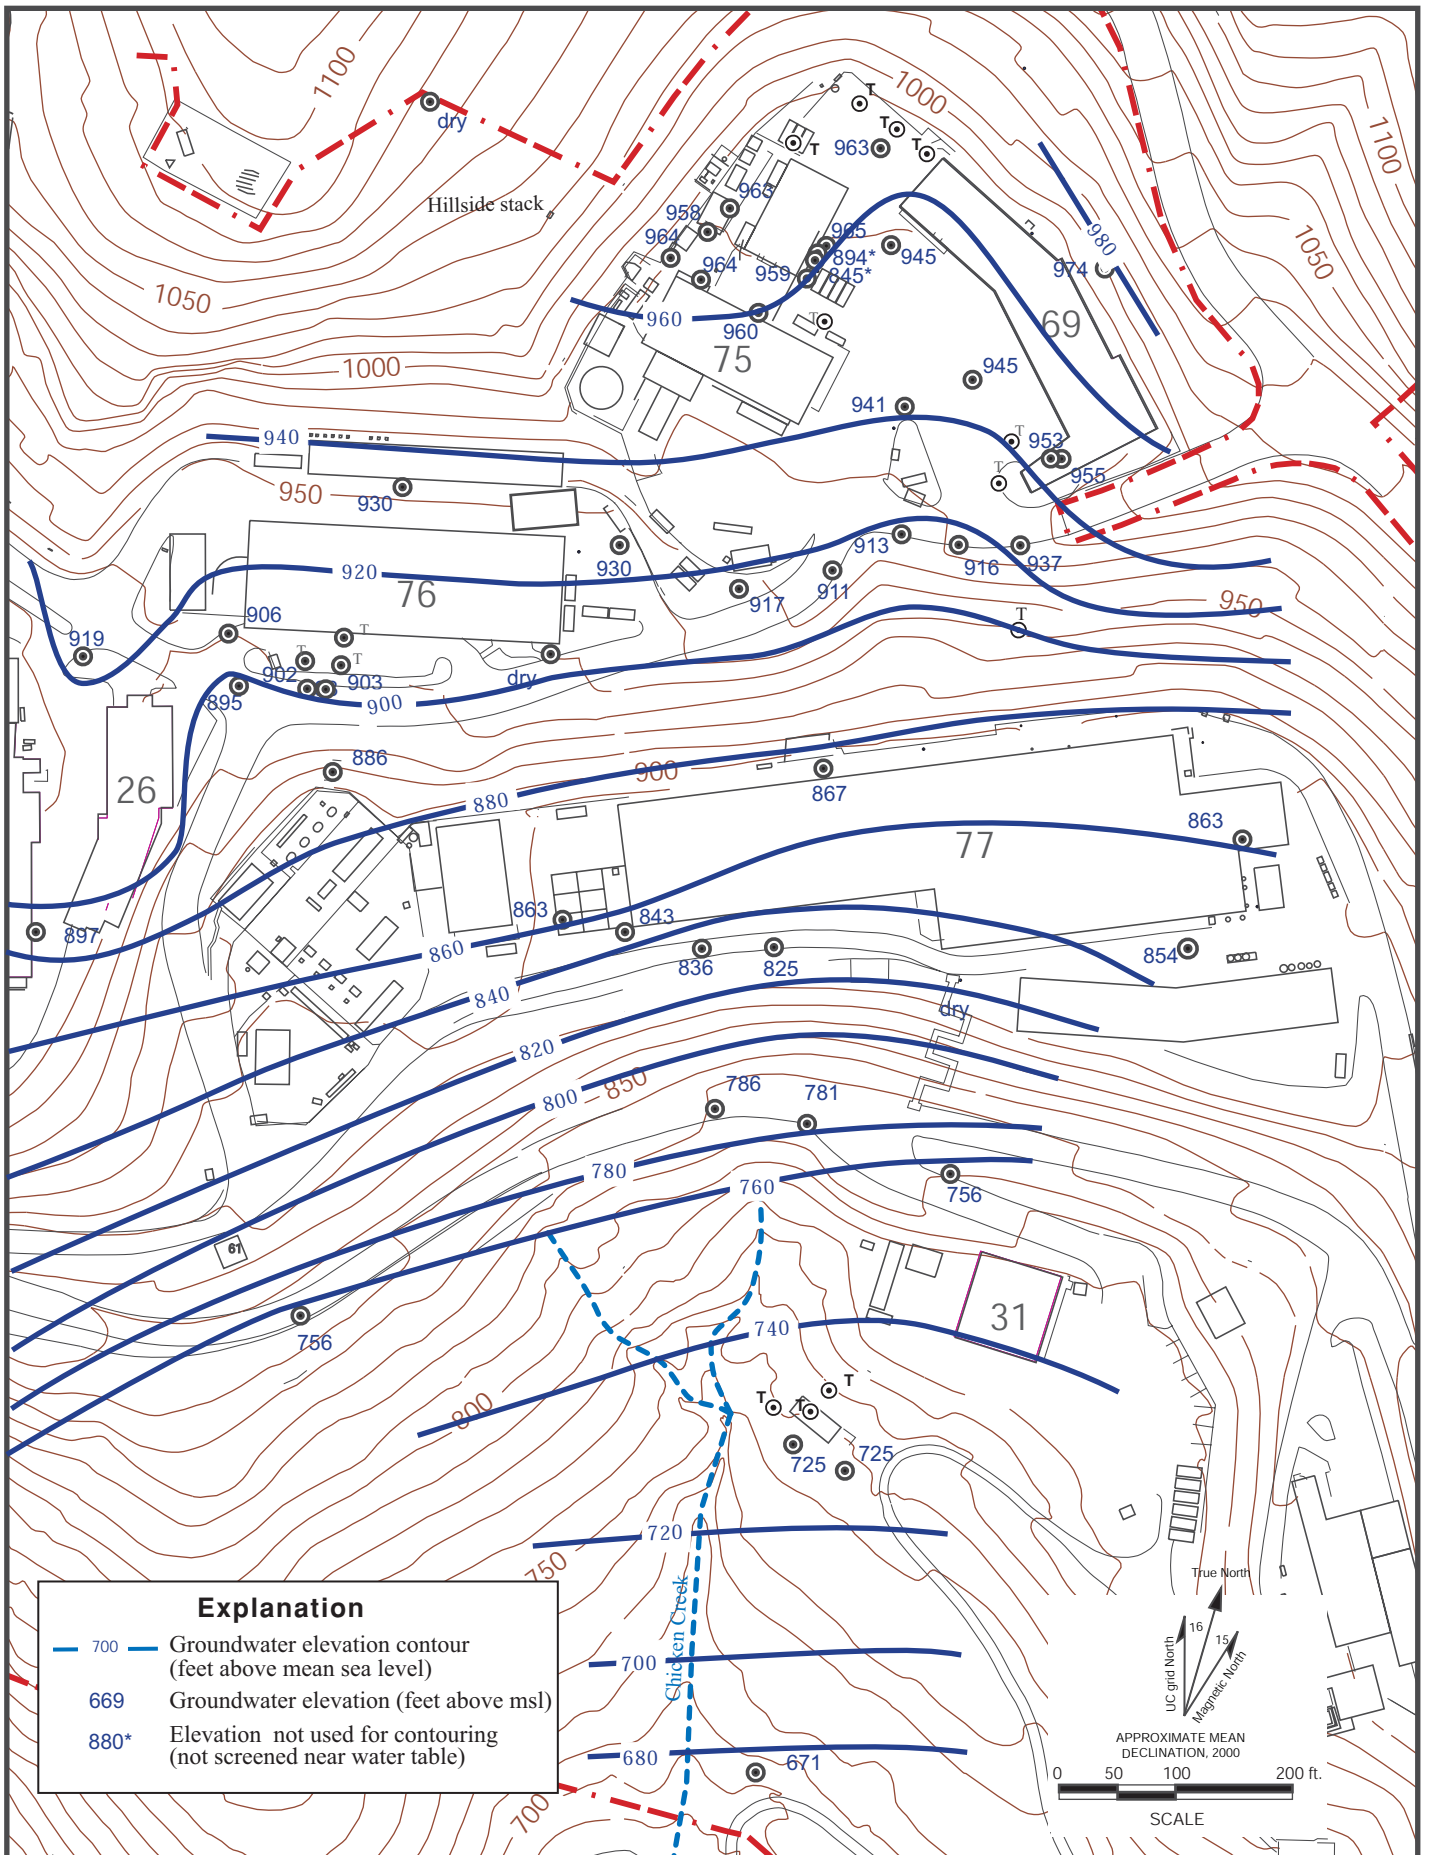 1100
dry
Hillside stack
1050
1000
T
T
T
T
1000
963
963
958
964
964
965
894*
845*
959
945
960
960
T
75
69
980
974
1100
1050
945
941
T
953
955
T
940
950
930
930
920
76
913
916
937
911
917
950
T
906
919
T
T
T
902
903
895
900
dry
886
26
880
900
867
77
863
897
863
843
860
836
825
854
840
dry
820
850
800
786
781
780
760
756
61
756
740
31
800
T
T
T
725
725
720
750
Chicken Creek
700
680
671
700
Explanation
700 Groundwater elevation contour
(feet above mean sea level)
669 Groundwater elevation (feet above msl)
880* Elevation not used for contouring
(not screened near water table)
True North
16
15
UC grid North
Magnetic North
APPROXIMATE MEAN
DECLINATION, 2000
0 50 100 200 ft.
SCALE